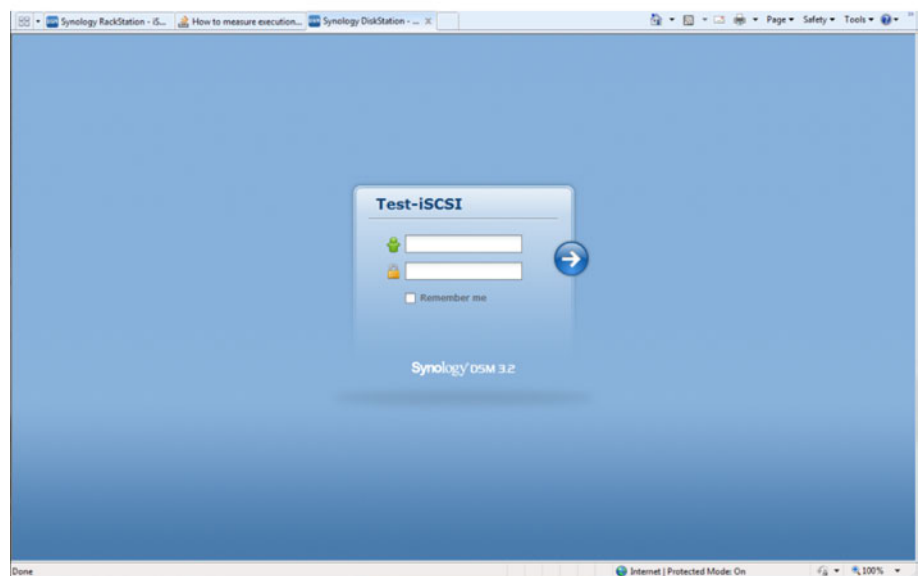 Synology RackStation - iS... How to measure execution... Synology DiskStation - ... X Page Safety Tools
Test-iSCSI
Remember me
Synology DSM 3.2
Done Internet | Protected Mode: On 100%